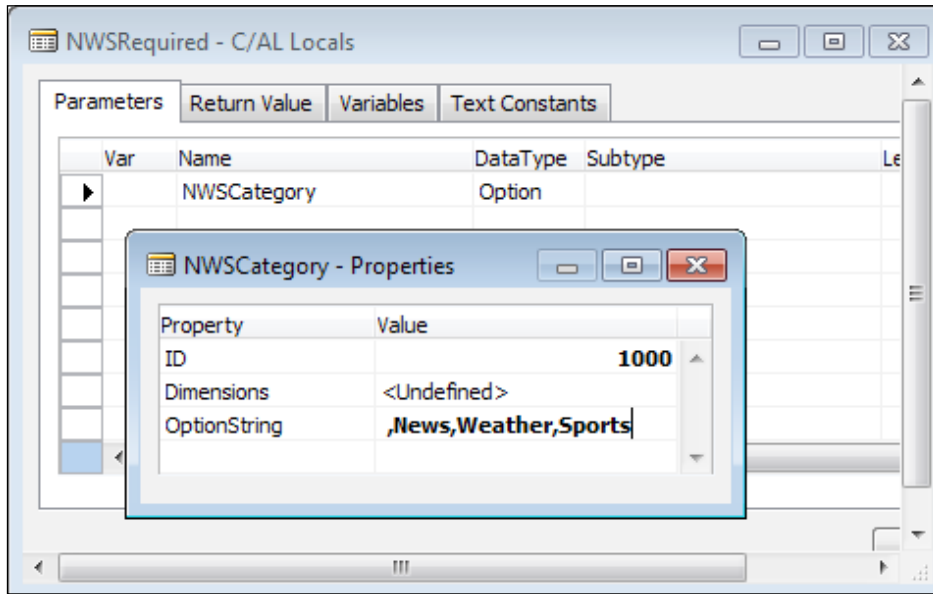 NWSRequired - C/AL Locals
Parameters Return Value Variables Text Constants
Var Name DataType Subtype Le
NWSCategory Option
NWSCategory - Properties
Property Value
ID 1000
Dimensions <Undefined>
OptionString ,News,Weather,Sports